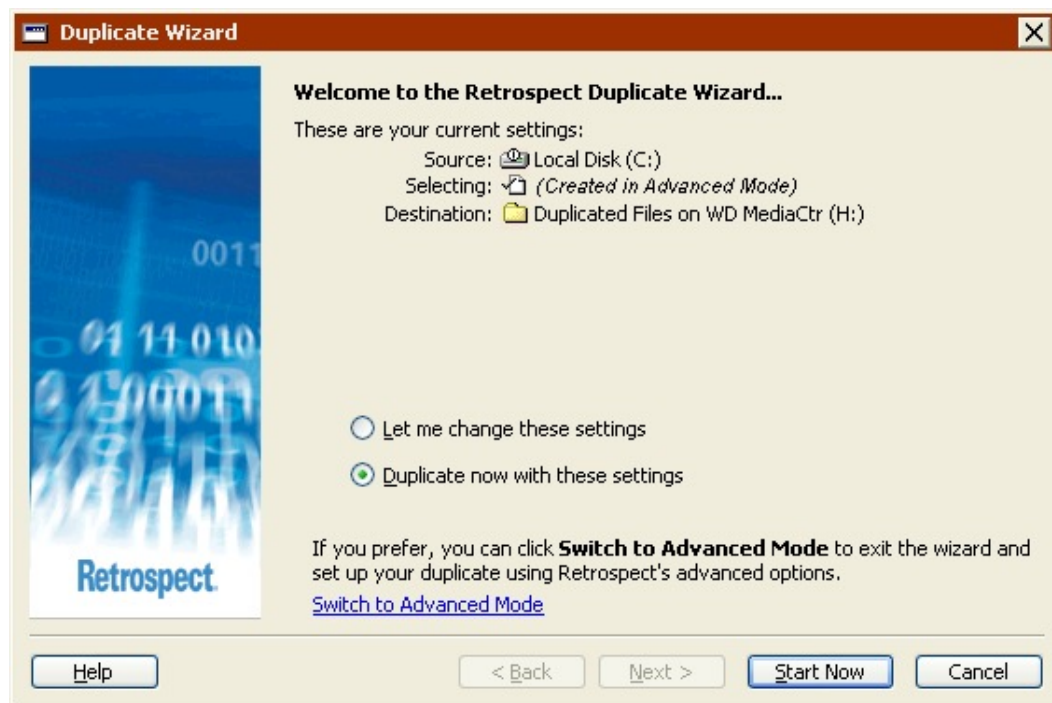 Duplicate Wizard
Welcome to the Retrospect Duplicate Wizard...
These are your current settings:
Source: Local Disk (C:)
Selecting: (Created in Advanced Mode)
Destination: Duplicated Files on WD MediaCtr (H:)
0011
01 11 010
Let me change these settings
Duplicate now with these settings
If you prefer, you can click Switch to Advanced Mode to exit the wizard and
set up your duplicate using Retrospect's advanced options.
Retrospect.
Switch to Advanced Mode
Help
< Back
Next >
Start Now
Cancel